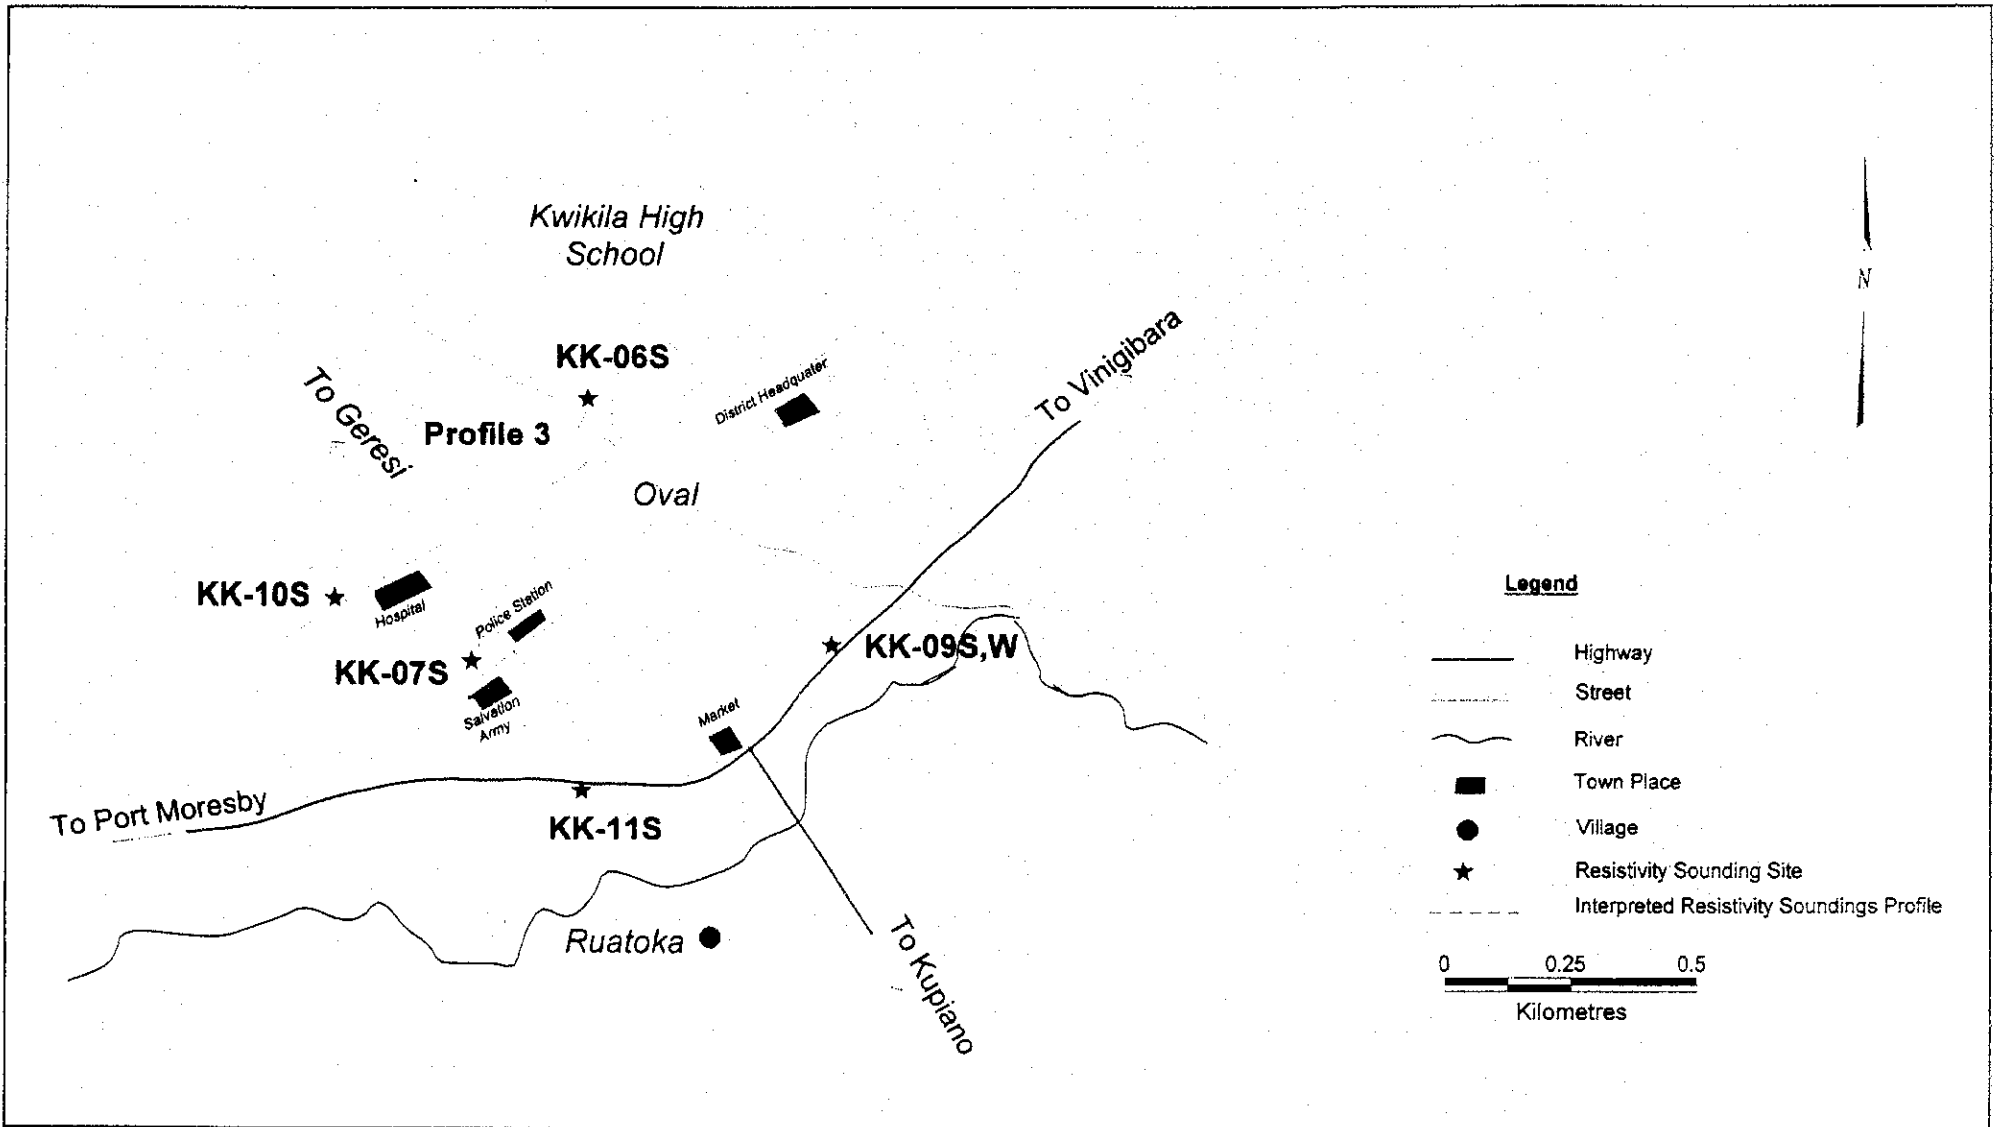 Kwikila High
School
N
To Vinigibara
KK-06S
District Headquater
To Geresi
Profile 3
Oval
KK-10S
Hospital
Police Station
KK-07S
Salvation
Army
KK-09S,W
Market
To Port Moresby
KK-11S
Ruatoka
To Kupiano
Legend
Highway
Street
River
Town Place
Village
Resistivity Sounding Site
Interpreted Resistivity Soundings Profile
0 0.25 0.5
Kilometres